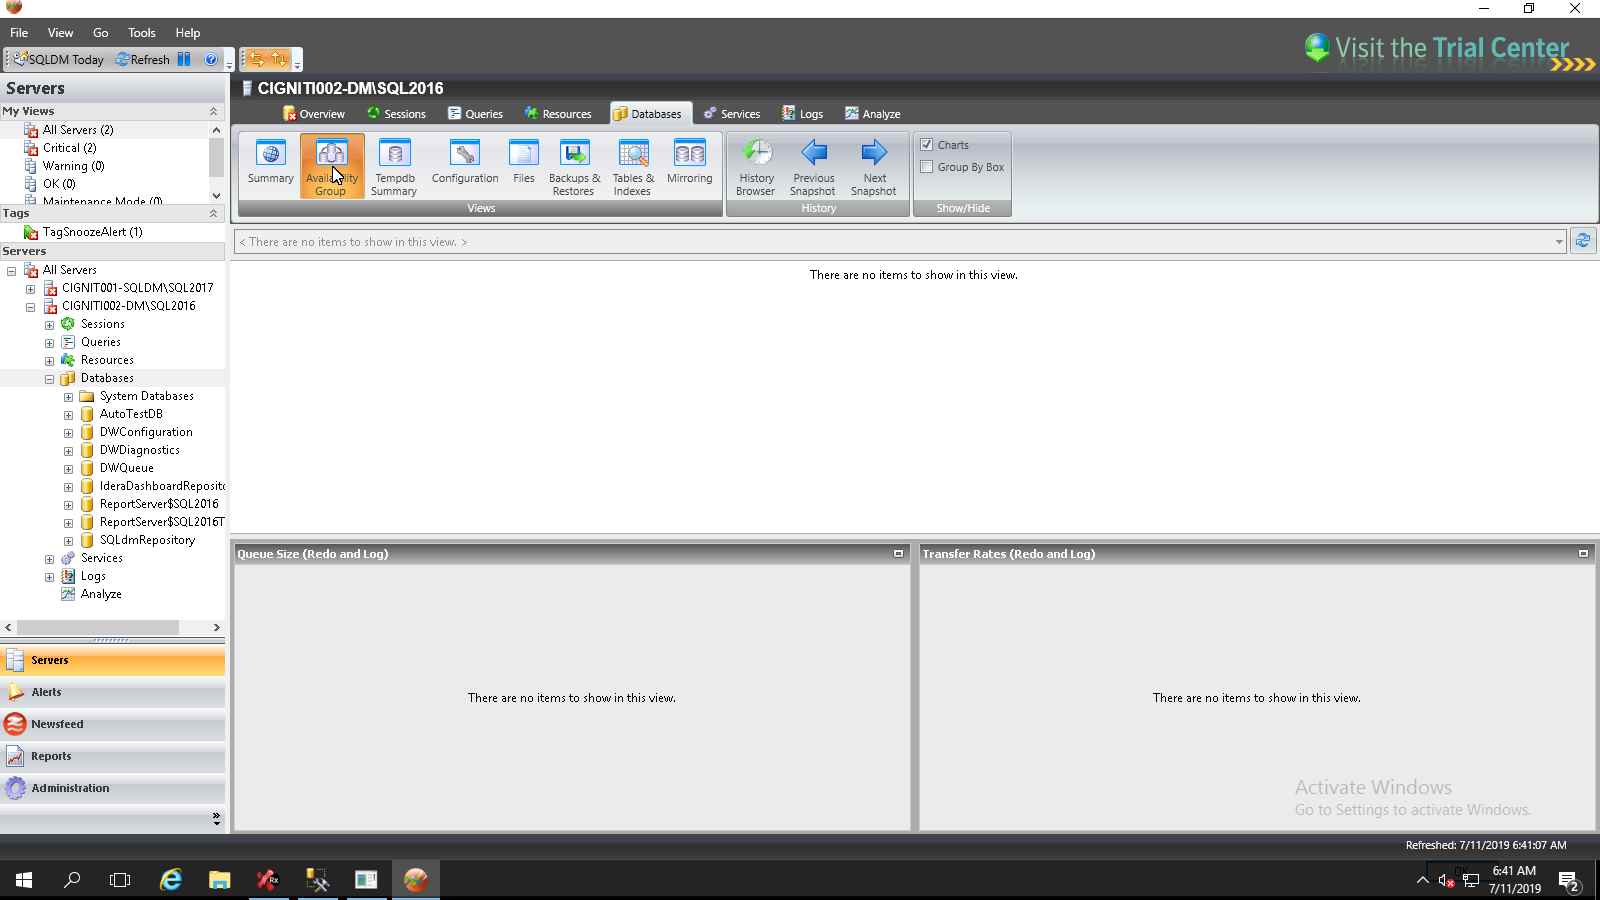 File View Go Tools Help
Visit the Trial Center
SQLDM Today Refresh
Servers
CIGNITI002-DM\SQL2016
My Views
Overview Sessions Queries Resources Databases Services Logs Analyze
All Servers (2)
Critical (2)
Warning (0)
OK (0)
Maintenance Mode (0)
Summary
Availability Group
Tempdb Summary
Configuration
Files
Backups & Restores
Tables & Indexes
Mirroring
Views
History Browser
Previous Snapshot
Next Snapshot
History
Charts
Group By Box
Show/Hide
Tags
TagSnoozeAlert (1)
Servers
All Servers
CIGNIT001-SQLDM\SQL2017
CIGNITI002-DM\SQL2016
Sessions
Queries
Resources
Databases
System Databases
AutoTestDB
DWConfiguration
DWDiagnostics
DWQueue
IderaDashboardReposito
ReportServer$SQL2016
ReportServer$SQL2016T
SQLdmRepository
Services
Logs
Analyze
< There are no items to show in this view. >
There are no items to show in this view.
Queue Size (Redo and Log)
There are no items to show in this view.
Transfer Rates (Redo and Log)
There are no items to show in this view.
Servers
Alerts
Newsfeed
Reports
Administration
Activate Windows
Go to Settings to activate Windows.
Refreshed: 7/11/2019 6:41:07 AM
Rx
6:41 AM
7/11/2019
2